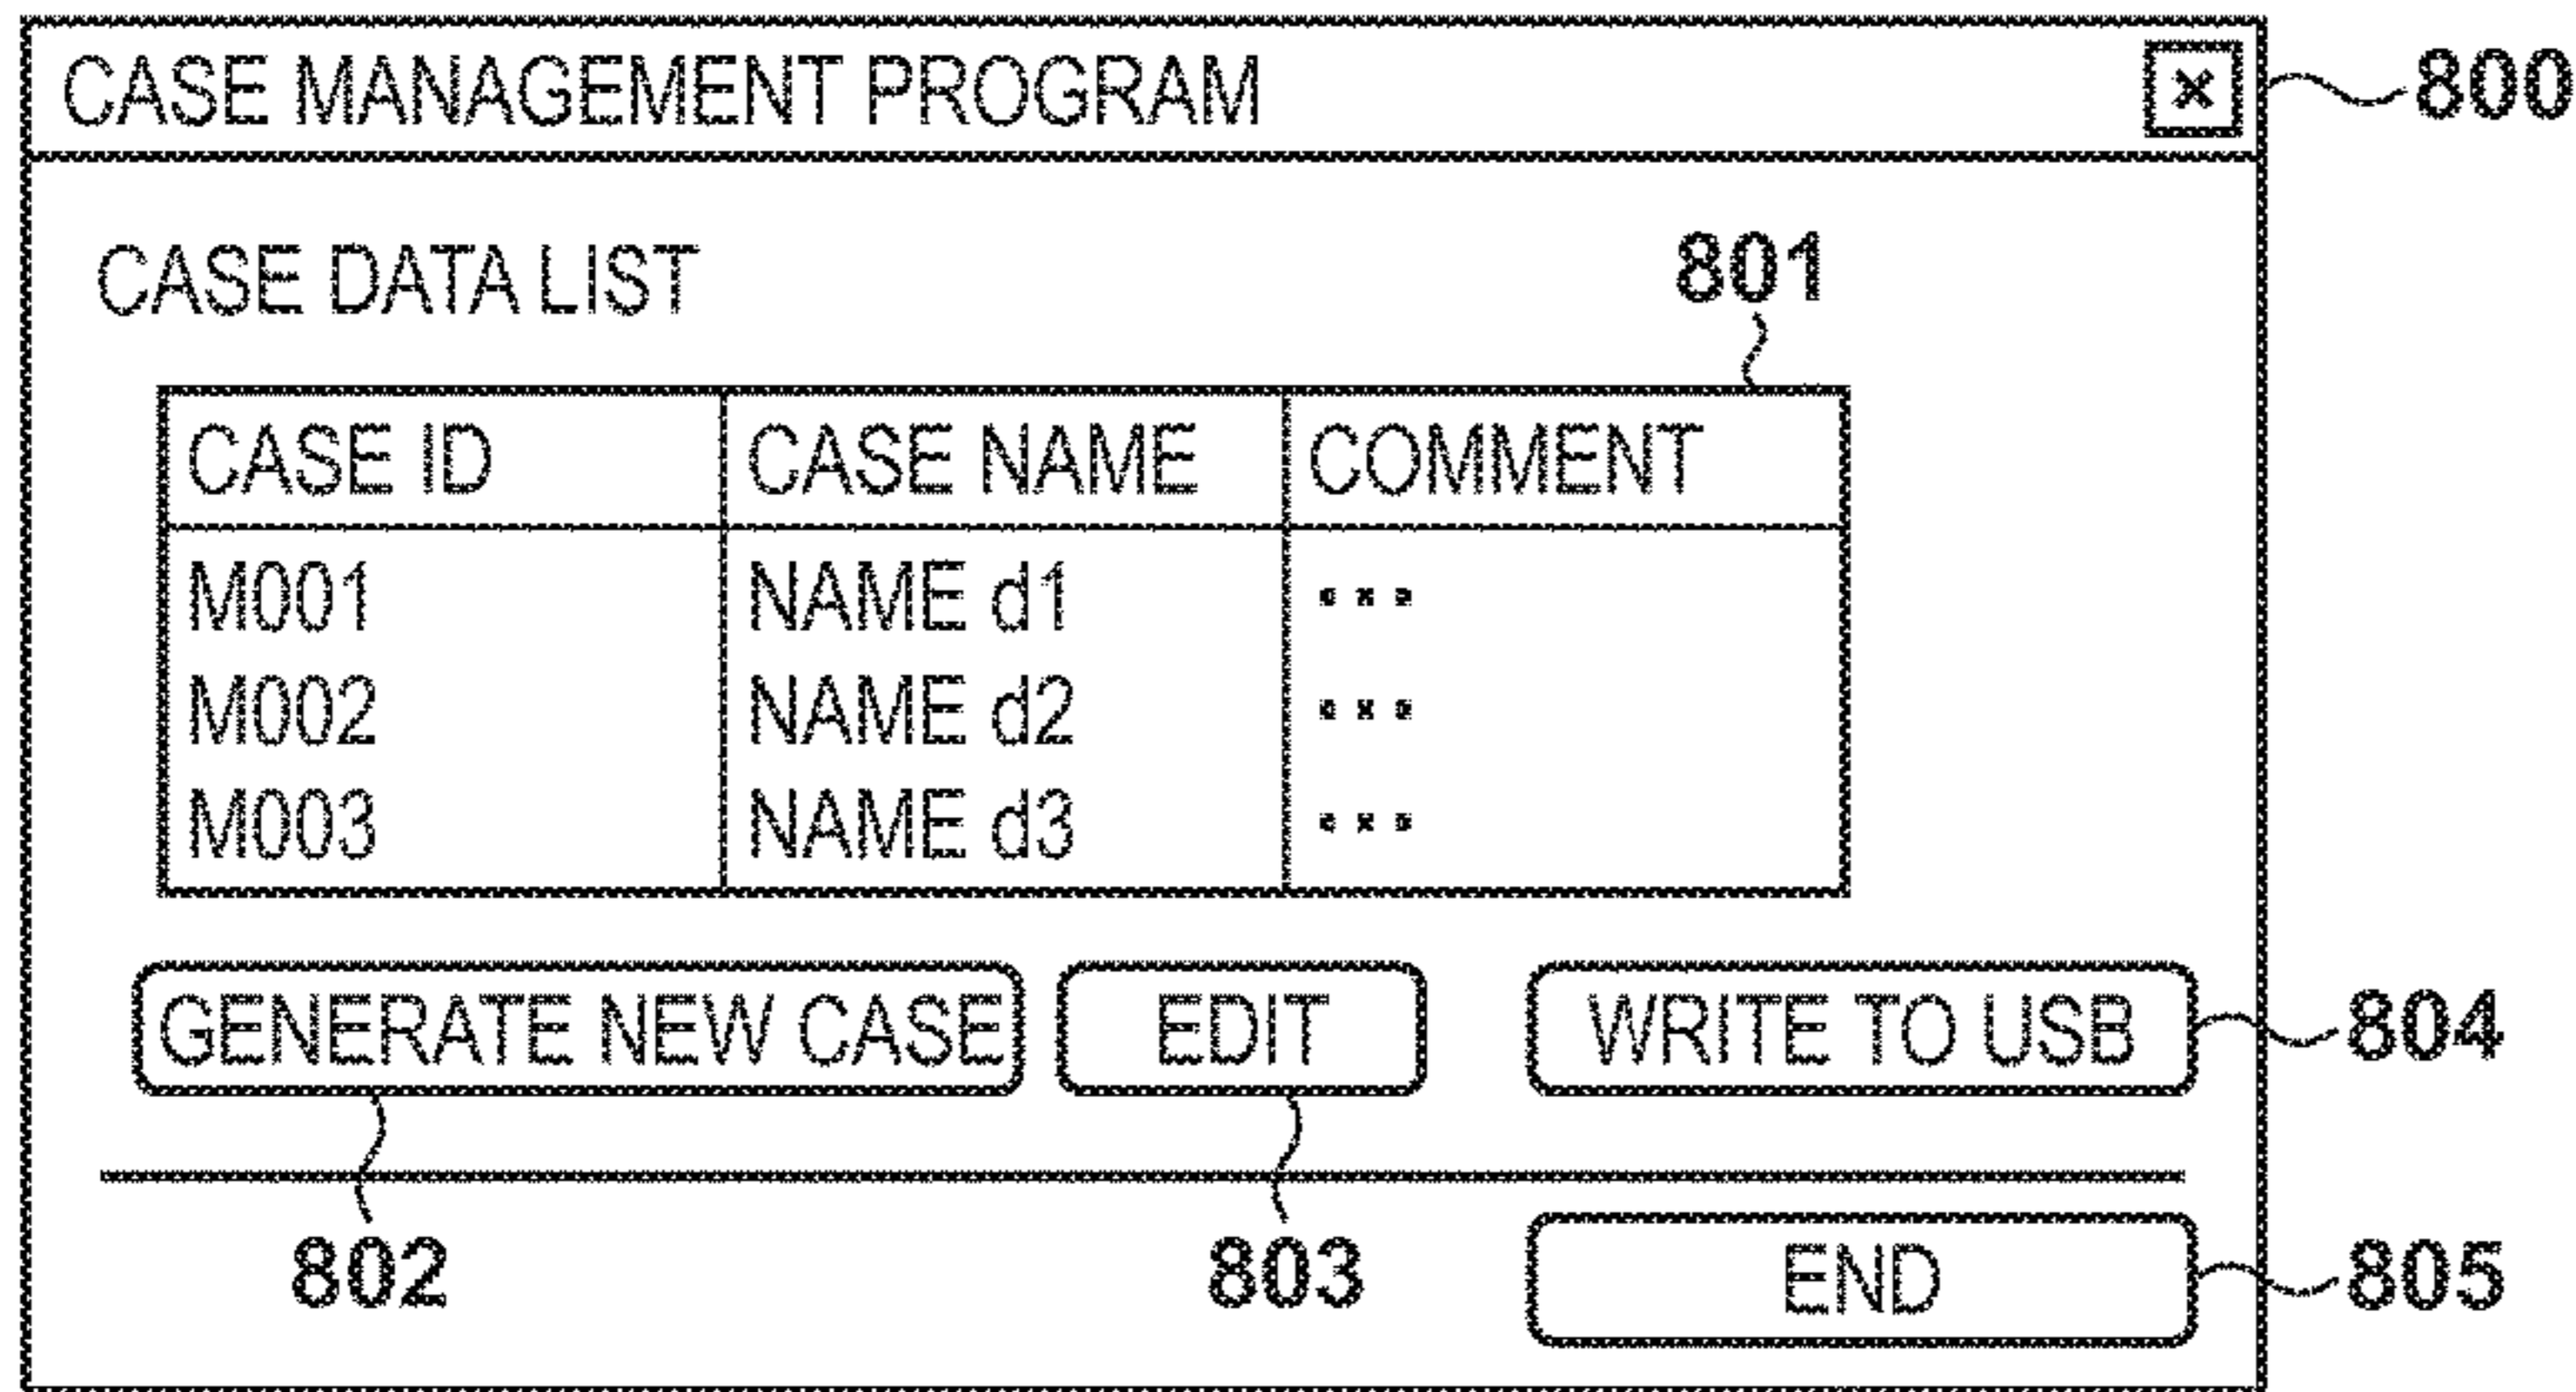 CASE MANAGEMENT PROGRAM × 800
CASE DATA LIST 801
CASE ID CASE NAME COMMENT
M001 NAME d1 ...
M002 NAME d2 ...
M003 NAME d3 ...
GENERATE NEW CASE EDIT WRITE TO USB 804
802 803 END 805